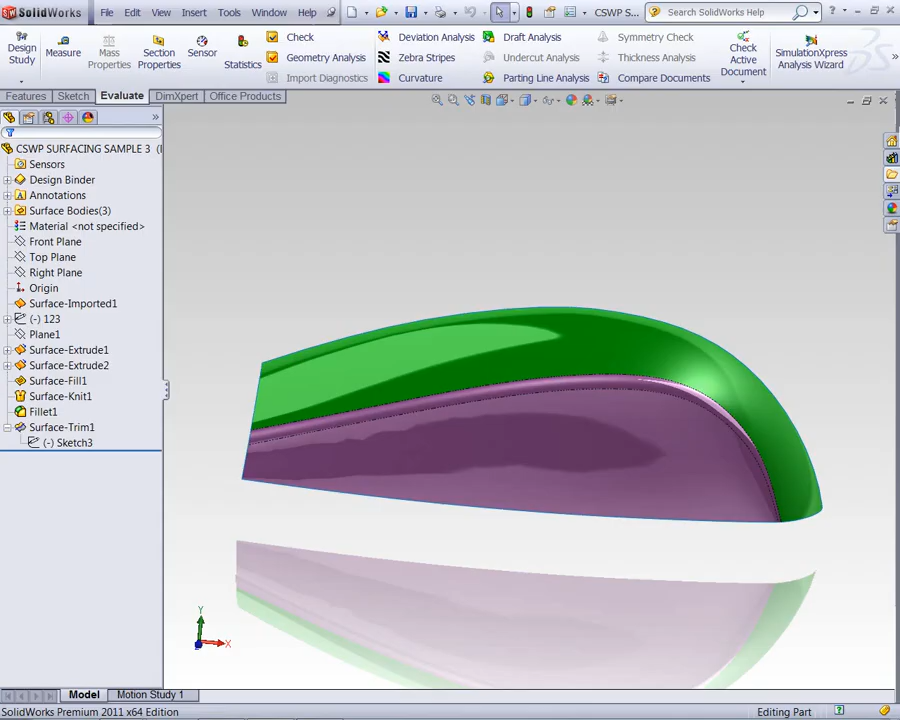 SolidWorks File Edit View Insert Tools Window Help CSWP S... Search SolidWorks Help
Design Study
Measure
Mass Properties
Section Properties
Sensor
Statistics
Check
Geometry Analysis
Import Diagnostics
Deviation Analysis
Zebra Stripes
Curvature
Draft Analysis
Undercut Analysis
Parting Line Analysis
Symmetry Check
Thickness Analysis
Compare Documents
Check Active Document
SimulationXpress Analysis Wizard
Features Sketch Evaluate DimXpert Office Products
CSWP SURFACING SAMPLE 3 (
Sensors
Design Binder
Annotations
Surface Bodies(3)
Material <not specified>
Front Plane
Top Plane
Right Plane
Origin
Surface-Imported1
(-) 123
Plane1
Surface-Extrude1
Surface-Extrude2
Surface-Fill1
Surface-Knit1
Fillet1
Surface-Trim1
(-) Sketch3
Y
X
Model Motion Study 1
SolidWorks Premium 2011 x64 Edition Editing Part